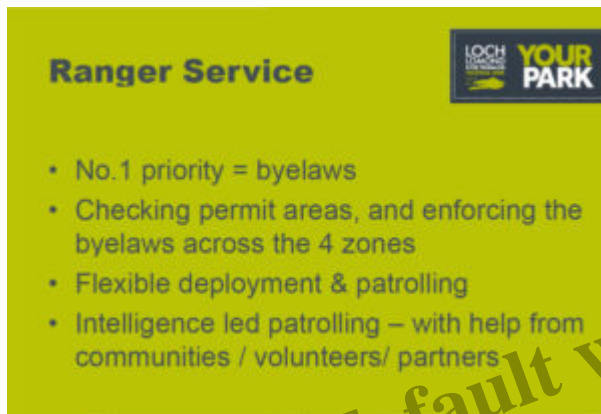 Ranger Service
LOCH
LOMOND
YOUR
PARK
• No.1 priority = byelaws
• Checking permit areas, and enforcing the
byelaws across the 4 zones
• Flexible deployment & patrolling
• Intelligence led patrolling – with help from
communities / volunteers/ partners